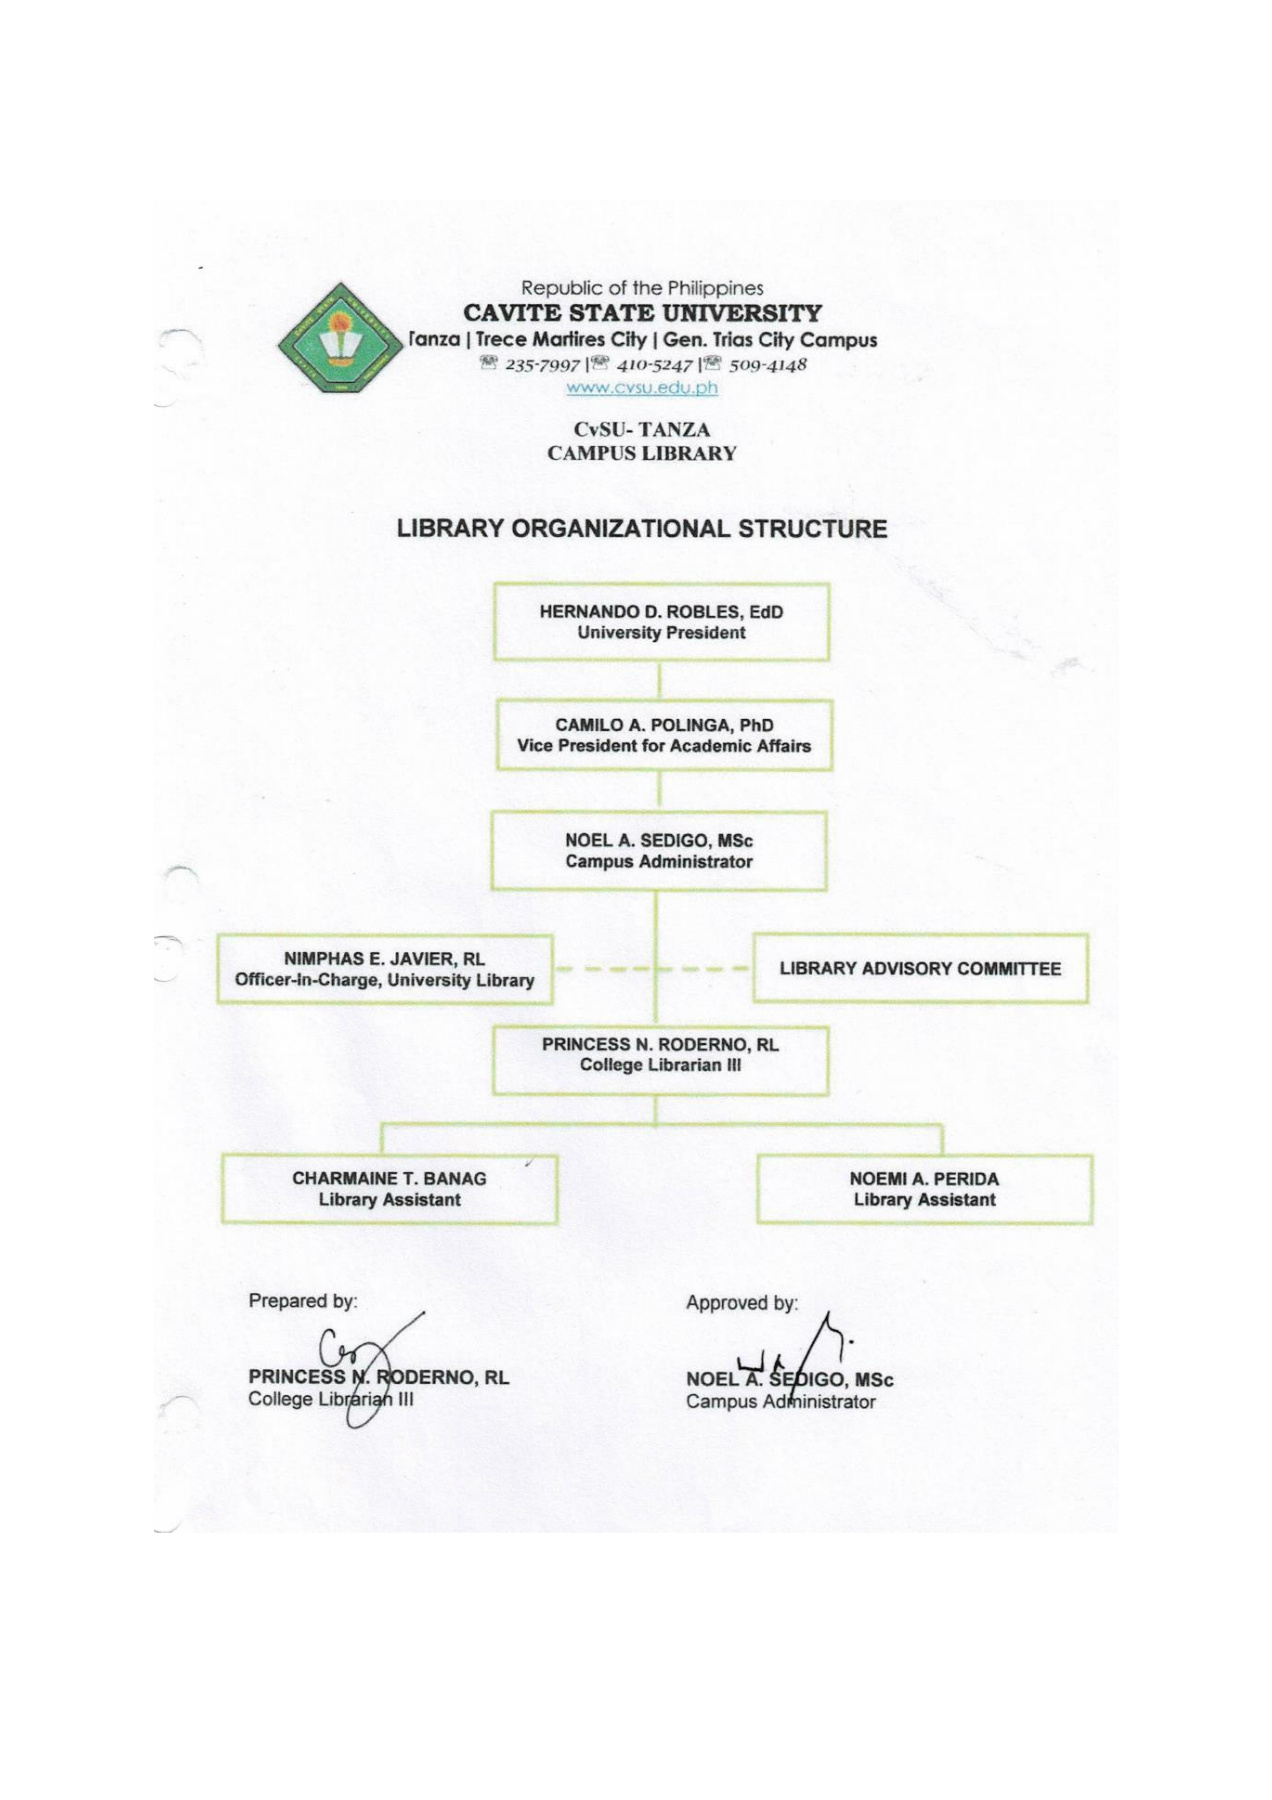 Republic of the Philippines
CAVITE STATE UNIVERSITY
Tanza | Trece Martires City | Gen. Trias City Campus
☏ 235-7997 |☏ 410-5247 |☏ 509-4148
www.cvsu.edu.ph
CvSU- TANZA
CAMPUS LIBRARY
LIBRARY ORGANIZATIONAL STRUCTURE
HERNANDO D. ROBLES, EdD
University President
CAMILO A. POLINGA, PhD
Vice President for Academic Affairs
NOEL A. SEDIGO, MSc
Campus Administrator
NIMPHAS E. JAVIER, RL
Officer-In-Charge, University Library
LIBRARY ADVISORY COMMITTEE
PRINCESS N. RODERNO, RL
College Librarian III
CHARMAINE T. BANAG
Library Assistant
NOEMI A. PERIDA
Library Assistant
Prepared by:
PRINCESS N. RODERNO, RL
College Librarian III
Approved by:
NOEL A. SEDIGO, MSc
Campus Administrator